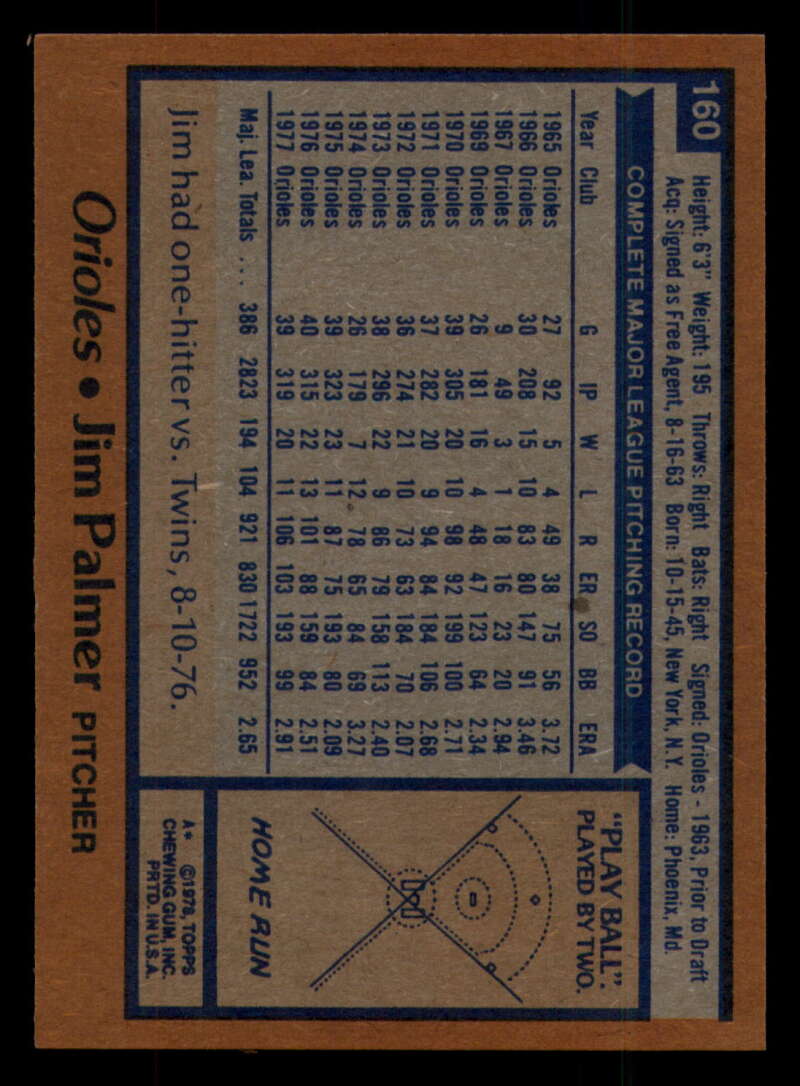 160
Height: 6'3" Weight: 195 Throws: Right Bats: Right Signed: Orioles - 1963, Prior to Draft
Acq: Signed as Free Agent, 8-16-63 Born: 10-15-45, New York, N.Y. Home: Phoenix, Md.
COMPLETE MAJOR LEAGUE PITCHING RECORD
Year Club G IP W L R ER SO BB ERA
1965 Orioles 27 92 5 4 49 38 75 56 3.72
1966 Orioles 30 208 15 10 83 80 147 91 3.46
1967 Orioles 9 49 3 1 18 16 23 20 2.94
1969 Orioles 26 181 16 4 48 47 123 64 2.34
1970 Orioles 39 305 20 10 98 92 199 100 2.71
1971 Orioles 37 282 20 9 94 84 184 106 2.68
1972 Orioles 36 274 21 10 73 63 184 70 2.07
1973 Orioles 38 296 22 9 86 79 158 113 2.40
1974 Orioles 26 179 7 12 78 65 84 69 3.27
1975 Orioles 39 323 23 11 87 75 193 80 2.09
1976 Orioles 40 315 22 13 101 88 159 84 2.51
1977 Orioles 39 319 20 11 106 103 193 99 2.91
Maj. Lea. Totals ... 386 2823 194 104 921 830 1722 952 2.65
Jim had one-hitter vs. Twins, 8-10-76.
Orioles • Jim Palmer PITCHER
"PLAY BALL".
PLAYED BY TWO.
HOME RUN
A* ©1978, TOPPS
CHEWING GUM, INC.
PRTD. IN U.S.A.